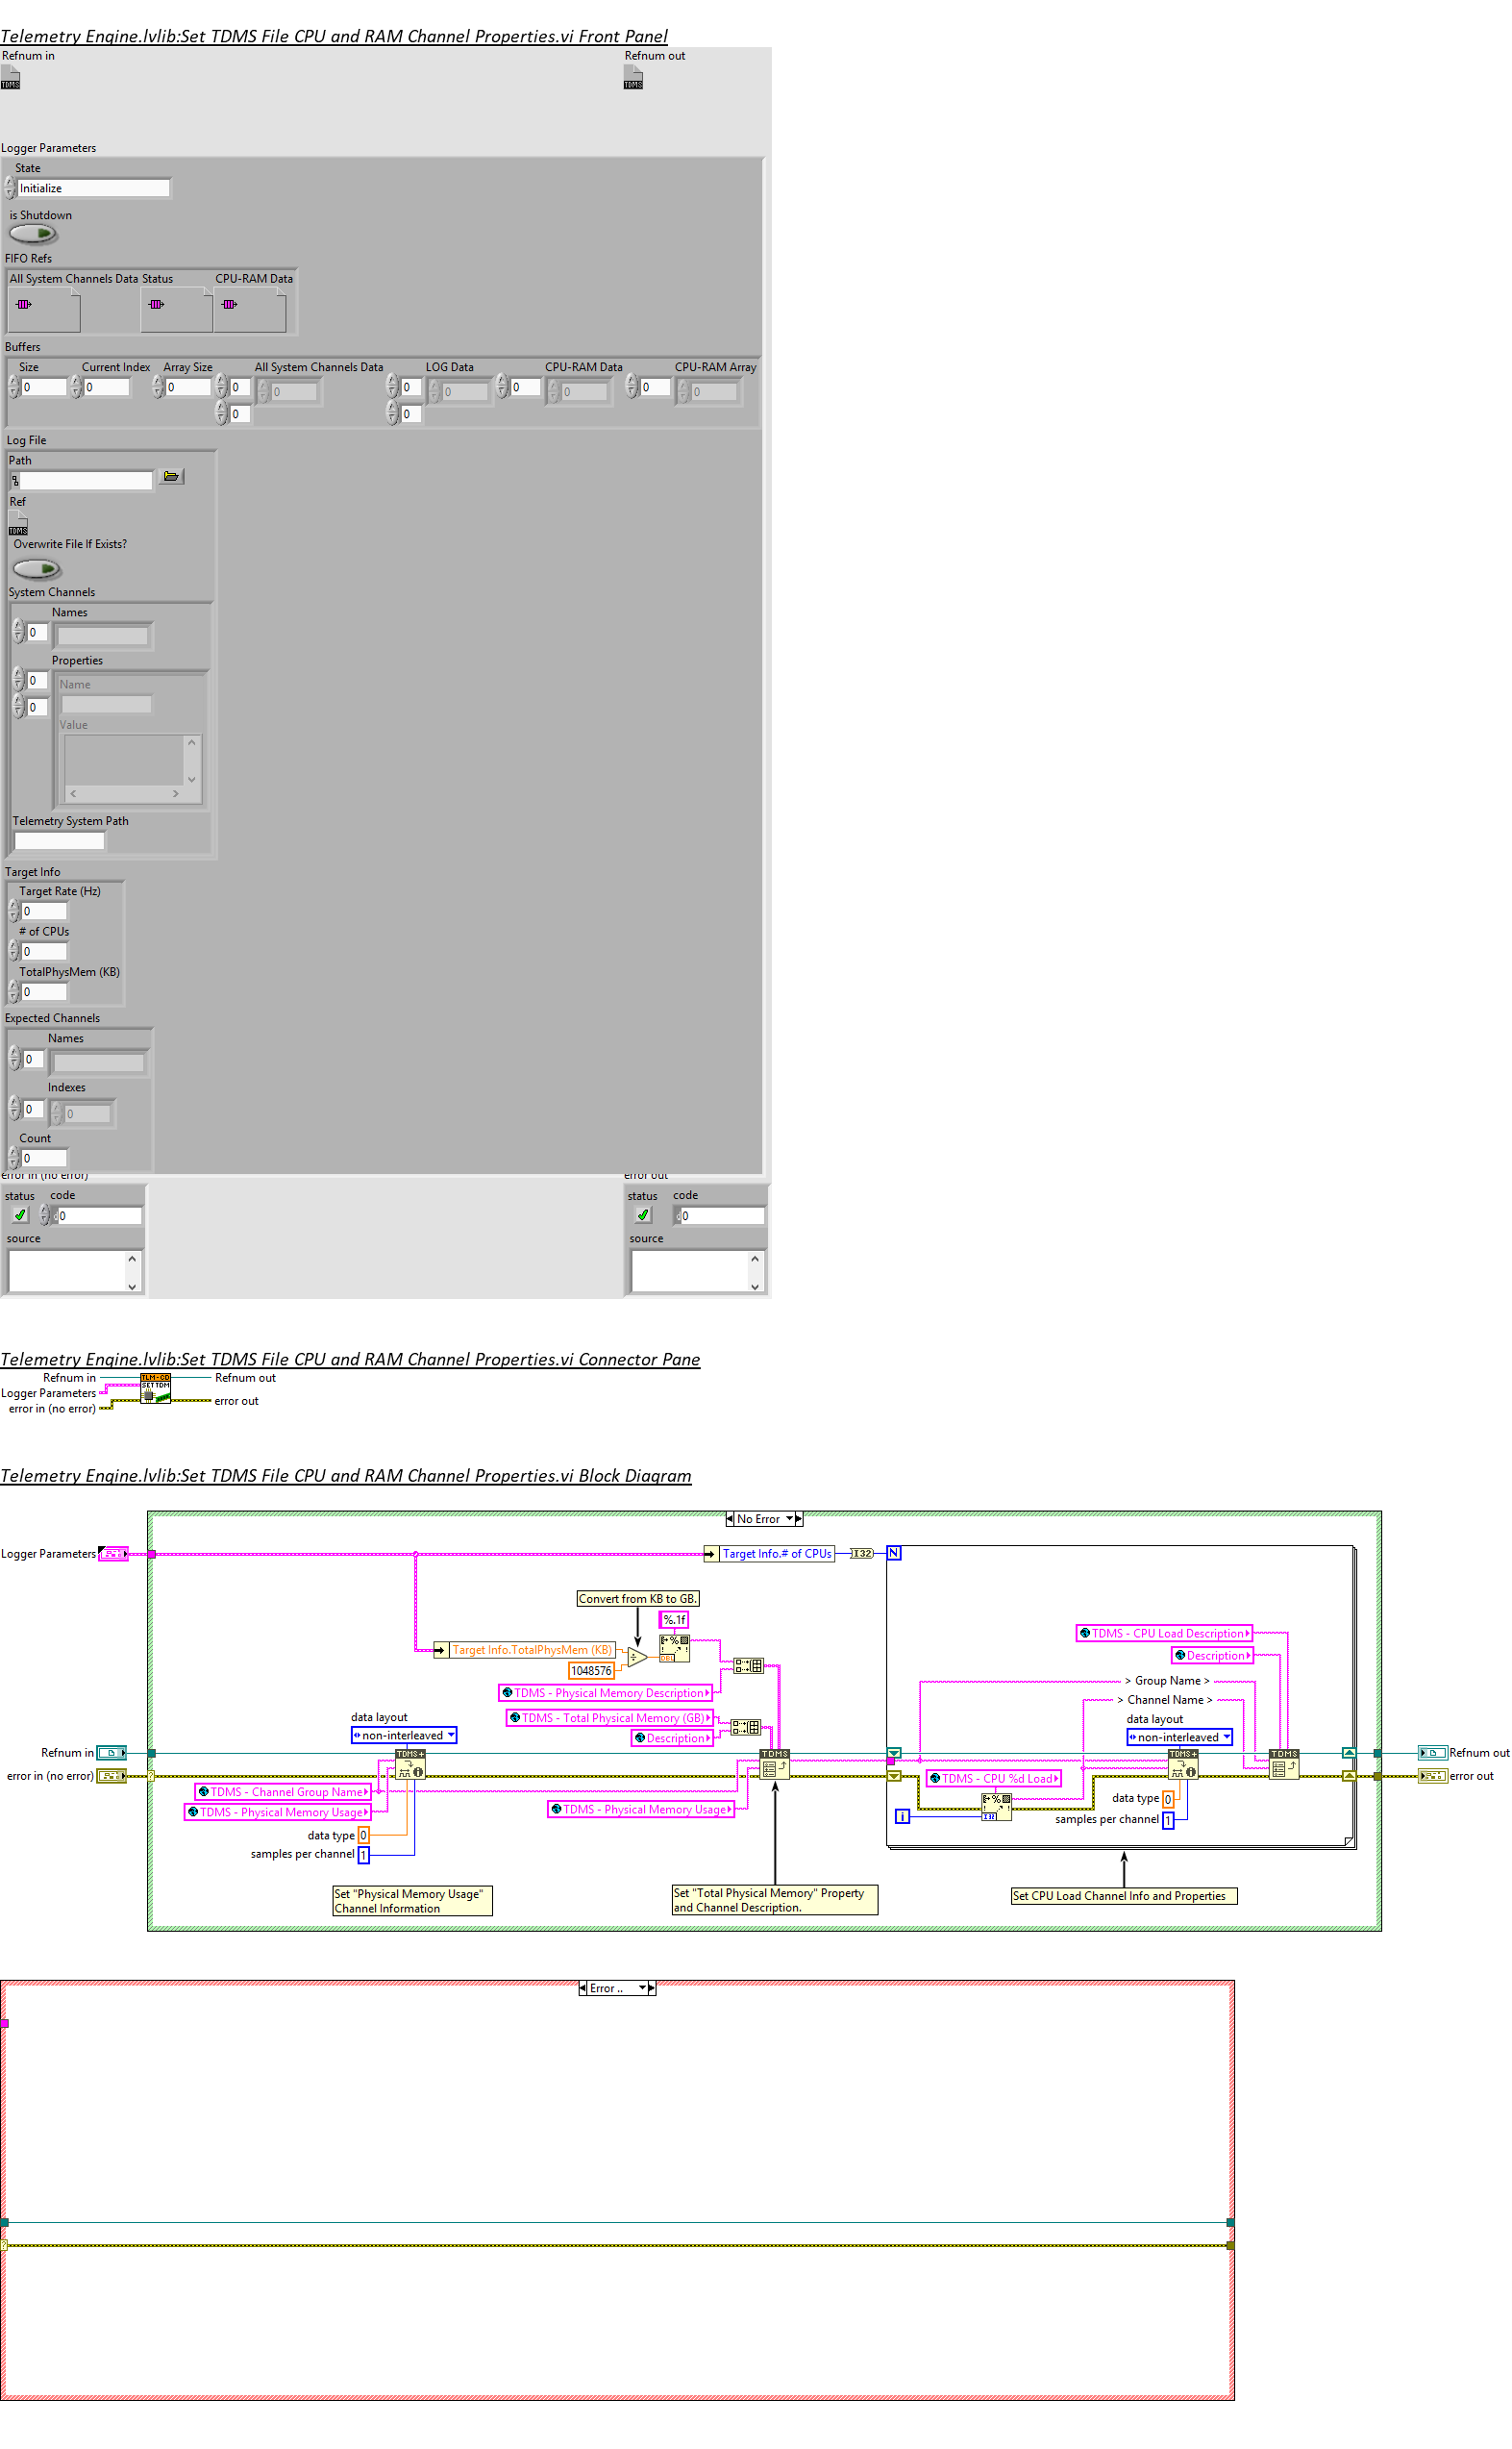 Telemetry Engine.lvlib:Set TDMS File CPU and RAM Channel Properties.vi Front Panel
Refnum in
Refnum out
TDMS
TDMS
Logger Parameters
State
Initialize
is Shutdown
FIFO Refs
All System Channels Data
Status
CPU-RAM Data
Buffers
Size
Current Index
Array Size
All System Channels Data
LOG Data
CPU-RAM Data
CPU-RAM Array
0
0
0
0
0
0
0
0
0
0
0
0
0
Log File
Path
Ref
TDMS
Overwrite File If Exists?
System Channels
Names
0
Properties
0
Name
0
Value
Telemetry System Path
Target Info
Target Rate (Hz)
0
# of CPUs
0
TotalPhysMem (KB)
0
Expected Channels
Names
0
Indexes
0
0
Count
0
error in (no error)
error out
status
code
0
source
status
code
0
source
Telemetry Engine.lvlib:Set TDMS File CPU and RAM Channel Properties.vi Connector Pane
Refnum in
TLM-CD
Refnum out
Logger Parameters
SET TDM
error in (no error)
error out
Telemetry Engine.lvlib:Set TDMS File CPU and RAM Channel Properties.vi Block Diagram
No Error
Logger Parameters
Target Info.# of CPUs
I32
N
Convert from KB to GB.
%.1f
Target Info.TotalPhysMem (KB)
DBL
1048576
TDMS - CPU Load Description
Description
TDMS - Physical Memory Description
> Group Name >
> Channel Name >
TDMS - Total Physical Memory (GB)
Description
data layout
non-interleaved
data layout
non-interleaved
Refnum in
TDMS+
TDMS
TDMS+
TDMS
Refnum out
error in (no error)
error out
TDMS - Channel Group Name
TDMS - CPU %d Load
TDMS - Physical Memory Usage
TDMS - Physical Memory Usage
i
I32
data type 0
samples per channel 1
data type 0
samples per channel 1
Set "Physical Memory Usage"
Channel Information
Set "Total Physical Memory" Property
and Channel Description.
Set CPU Load Channel Info and Properties
Error ..